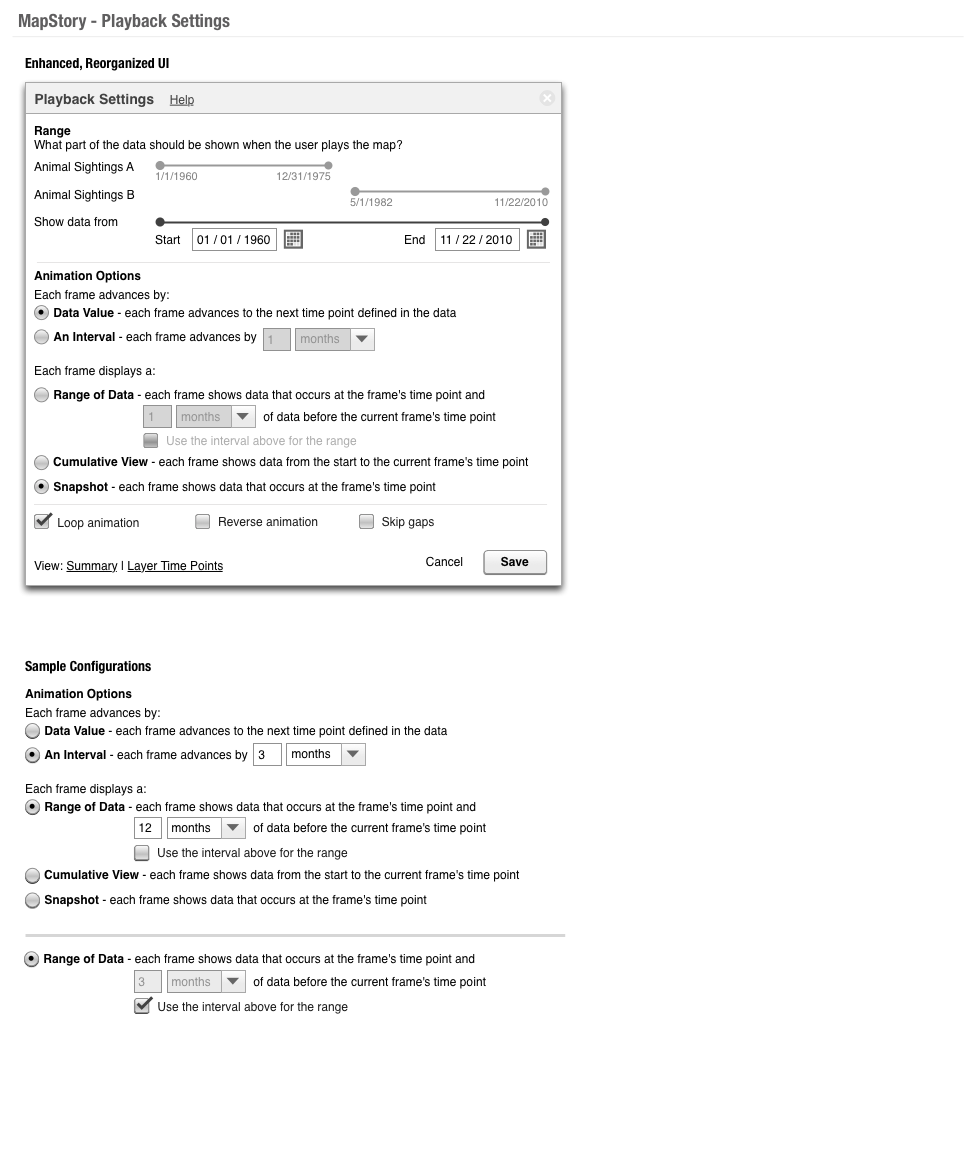 MapStory - Playback Settings
Enhanced, Reorganized UI
Playback Settings Help
Range
What part of the data should be shown when the user plays the map?
Animal Sightings A
1/1/1960 12/31/1975
Animal Sightings B
5/1/1982 11/22/2010
Show data from
Start 01 / 01 / 1960 End 11 / 22 / 2010
Animation Options
Each frame advances by:
Data Value - each frame advances to the next time point defined in the data
An Interval - each frame advances by 1 months
Each frame displays a:
Range of Data - each frame shows data that occurs at the frame's time point and
1 months of data before the current frame's time point
Use the interval above for the range
Cumulative View - each frame shows data from the start to the current frame's time point
Snapshot - each frame shows data that occurs at the frame's time point
Loop animation Reverse animation Skip gaps
View: Summary | Layer Time Points Cancel Save
Sample Configurations
Animation Options
Each frame advances by:
Data Value - each frame advances to the next time point defined in the data
An Interval - each frame advances by 3 months
Each frame displays a:
Range of Data - each frame shows data that occurs at the frame's time point and
12 months of data before the current frame's time point
Use the interval above for the range
Cumulative View - each frame shows data from the start to the current frame's time point
Snapshot - each frame shows data that occurs at the frame's time point
Range of Data - each frame shows data that occurs at the frame's time point and
3 months of data before the current frame's time point
Use the interval above for the range